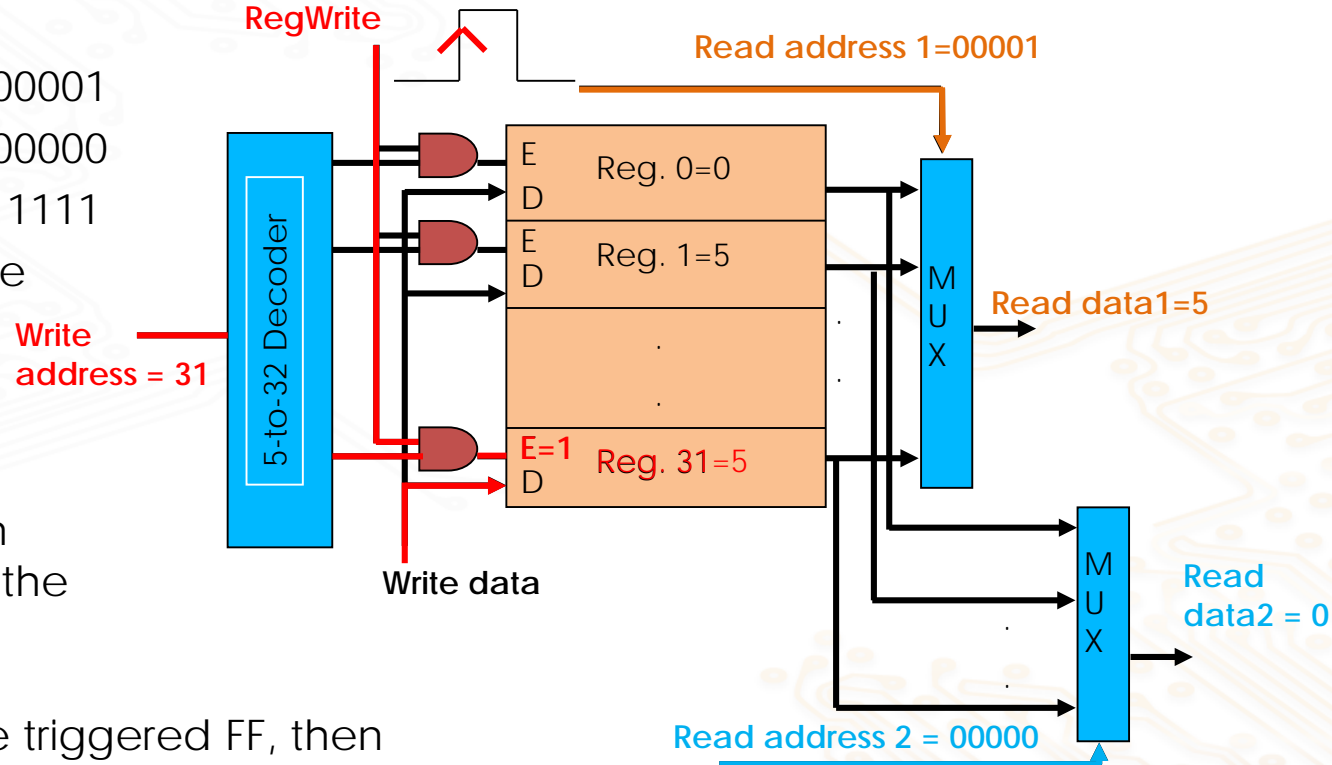 RegWrite
Read address 1=00001
00001
00000
1111
e
Write
address = 31
5-to-32 Decoder
E
D
Reg. 0=0
E
D
Reg. 1=5
.
.
E=1
D
Reg. 31=5
.
.
M
U
X
Read data1=5
n
the
Write data
M
U
X
.
.
Read
data2 = 0
e triggered FF, then
Read address 2 = 00000